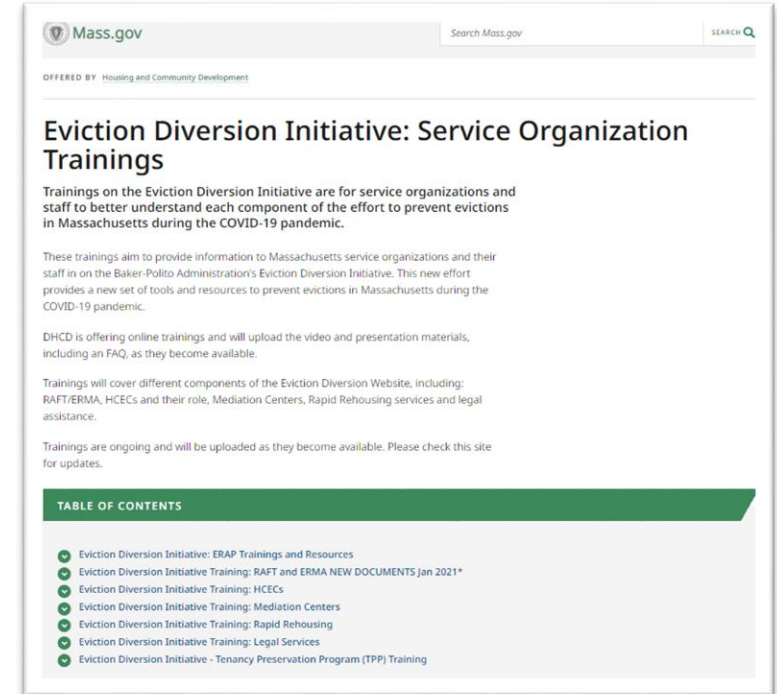 Mass.gov
Search Mass.gov
SEARCH
OFFERED BY Housing and Community Development
Eviction Diversion Initiative: Service Organization
Trainings
Trainings on the Eviction Diversion Initiative are for service organizations and
staff to better understand each component of the effort to prevent evictions
in Massachusetts during the COVID-19 pandemic.
These trainings aim to provide information to Massachusetts service organizations and their
staff in on the Baker-Polito Administration's Eviction Diversion Initiative. This new effort
provides a new set of tools and resources to prevent evictions in Massachusetts during the
COVID-19 pandemic.
DHCD is offering online trainings and will upload the video and presentation materials,
including an FAQ, as they become available.
Trainings will cover different components of the Eviction Diversion Website, including:
RAFT/ERMA, HCECs and their role, Mediation Centers, Rapid Rehousing services and legal
assistance.
Trainings are ongoing and will be uploaded as they become available. Please check this site
for updates.
TABLE OF CONTENTS
Eviction Diversion Initiative: ERAP Trainings and Resources
Eviction Diversion Initiative Training: RAFT and ERMA NEW DOCUMENTS Jan 2021*
Eviction Diversion Initiative Training: HCECs
Eviction Diversion Initiative Training: Mediation Centers
Eviction Diversion Initiative Training: Rapid Rehousing
Eviction Diversion Initiative Training: Legal Services
Eviction Diversion Initiative - Tenancy Preservation Program (TPP) Training